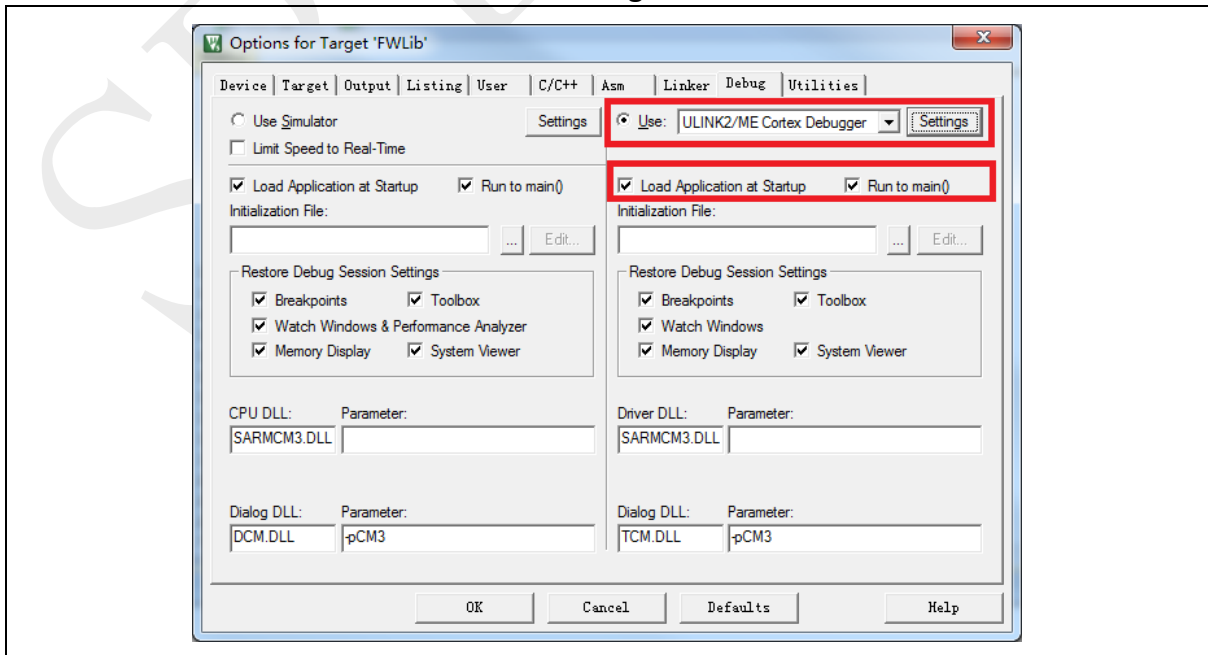 Options for Target 'FWLib'
Device Target Output Listing User C/C++ Asm Linker Debug Utilities
Use Simulator Settings
Limit Speed to Real-Time
Use: ULINK2/ME Cortex Debugger Settings
Load Application at Startup Run to main()
Initialization File:
... Edit...
Restore Debug Session Settings
Breakpoints Toolbox
Watch Windows & Performance Analyzer
Memory Display System Viewer
CPU DLL: Parameter:
SARMCM3.DLL
Dialog DLL: Parameter:
DCM.DLL -pCM3
Load Application at Startup Run to main()
Initialization File:
... Edit...
Restore Debug Session Settings
Breakpoints Toolbox
Watch Windows
Memory Display System Viewer
Driver DLL: Parameter:
SARMCM3.DLL
Dialog DLL: Parameter:
TCM.DLL -pCM3
OK Cancel Defaults Help